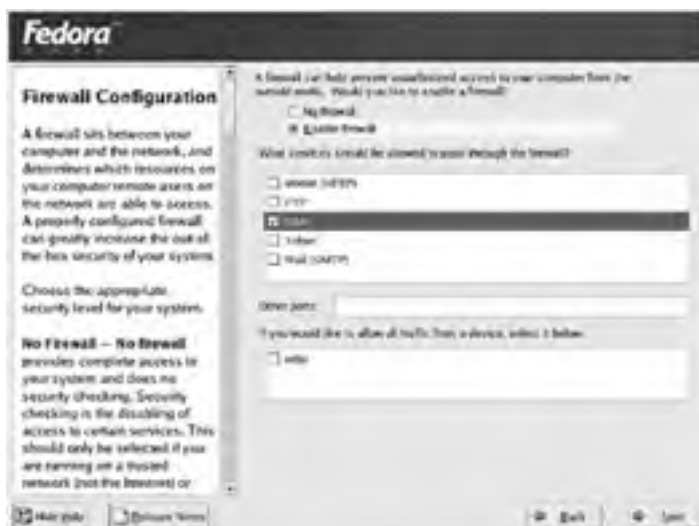 Fedora
Firewall Configuration
A firewall sits between your
computer and the network, and
determines which resources on
your computer remote users on
the network are able to access.
A properly configured firewall
can greatly increase the out of
the box security of your system.
Choose the appropriate
security level for your system.
No Firewall — No firewall
provides complete access to
your system and does no
security checking. Security
checking is the disabling of
access to certain services. This
should only be selected if you
are running on a trusted
network (not the Internet) or
Hide Help
Release Notes
A firewall can help prevent unauthorized access to your computer from the
outside world. Would you like to enable a firewall?
No firewall
Enable firewall
What services should be allowed to pass through the firewall?
(HTTP)
FTP
Telnet
Mail (SMTP)
Other ports:
If you would like to allow all traffic from a device, select it below.
Back